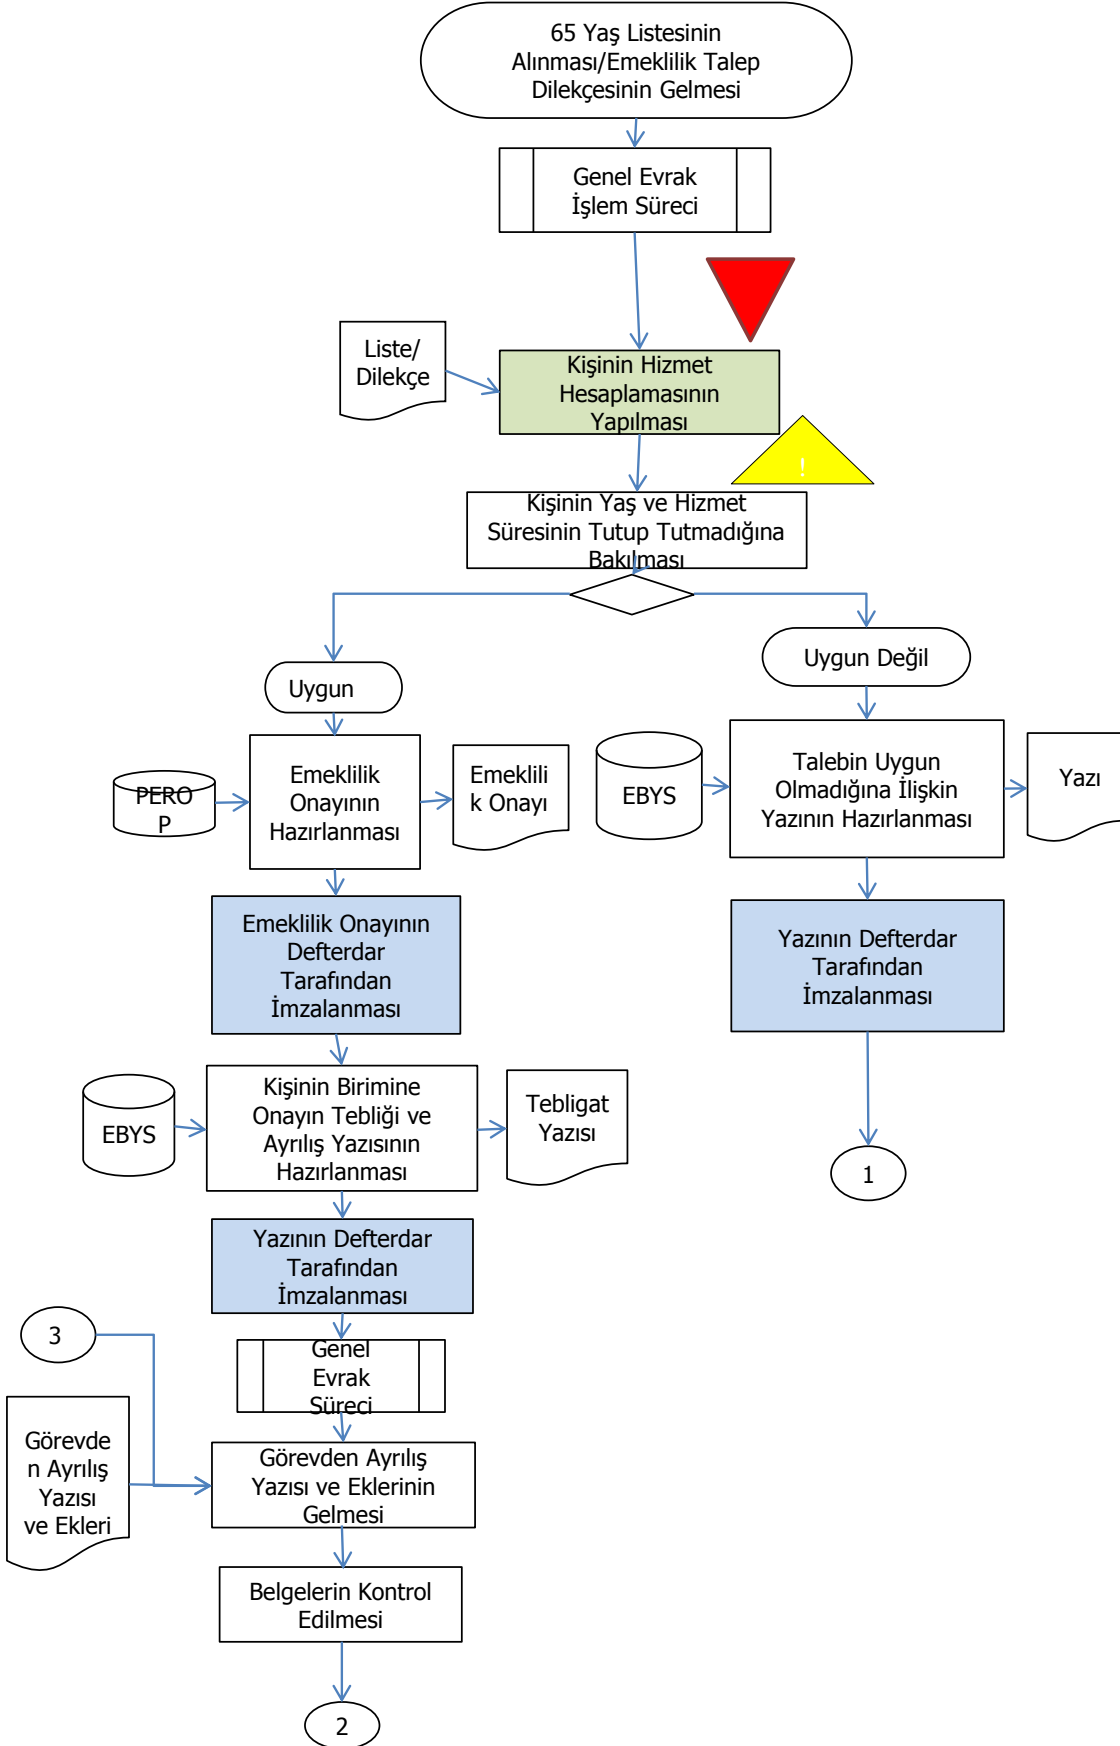 65 Yaş Listesinin
Alınması/Emeklilik Talep
Dilekçesinin Gelmesi
Genel Evrak
İşlem Süreci
Liste/
Dilekçe
Kişinin Hizmet
Hesaplamasının
Yapılması
!
Kişinin Yaş ve Hizmet
Süresinin Tutup Tutmadığına
Bakılması
Uygun
Uygun Değil
PERO
P
Emeklilik
Onayının
Hazırlanması
Emeklili
k Onayı
EBYS
Talebin Uygun
Olmadığına İlişkin
Yazının Hazırlanması
Yazı
Emeklilik Onayının
Defterdar
Tarafından
İmzalanması
Yazının Defterdar
Tarafından
İmzalanması
EBYS
Kişinin Birimine
Onayın Tebliği ve
Ayrılış Yazısının
Hazırlanması
Tebligat
Yazısı
1
Yazının Defterdar
Tarafından
İmzalanması
3
Genel
Evrak
Süreci
Görevde
n Ayrılış
Yazısı
ve Ekleri
Görevden Ayrılış
Yazısı ve Eklerinin
Gelmesi
Belgelerin Kontrol
Edilmesi
2